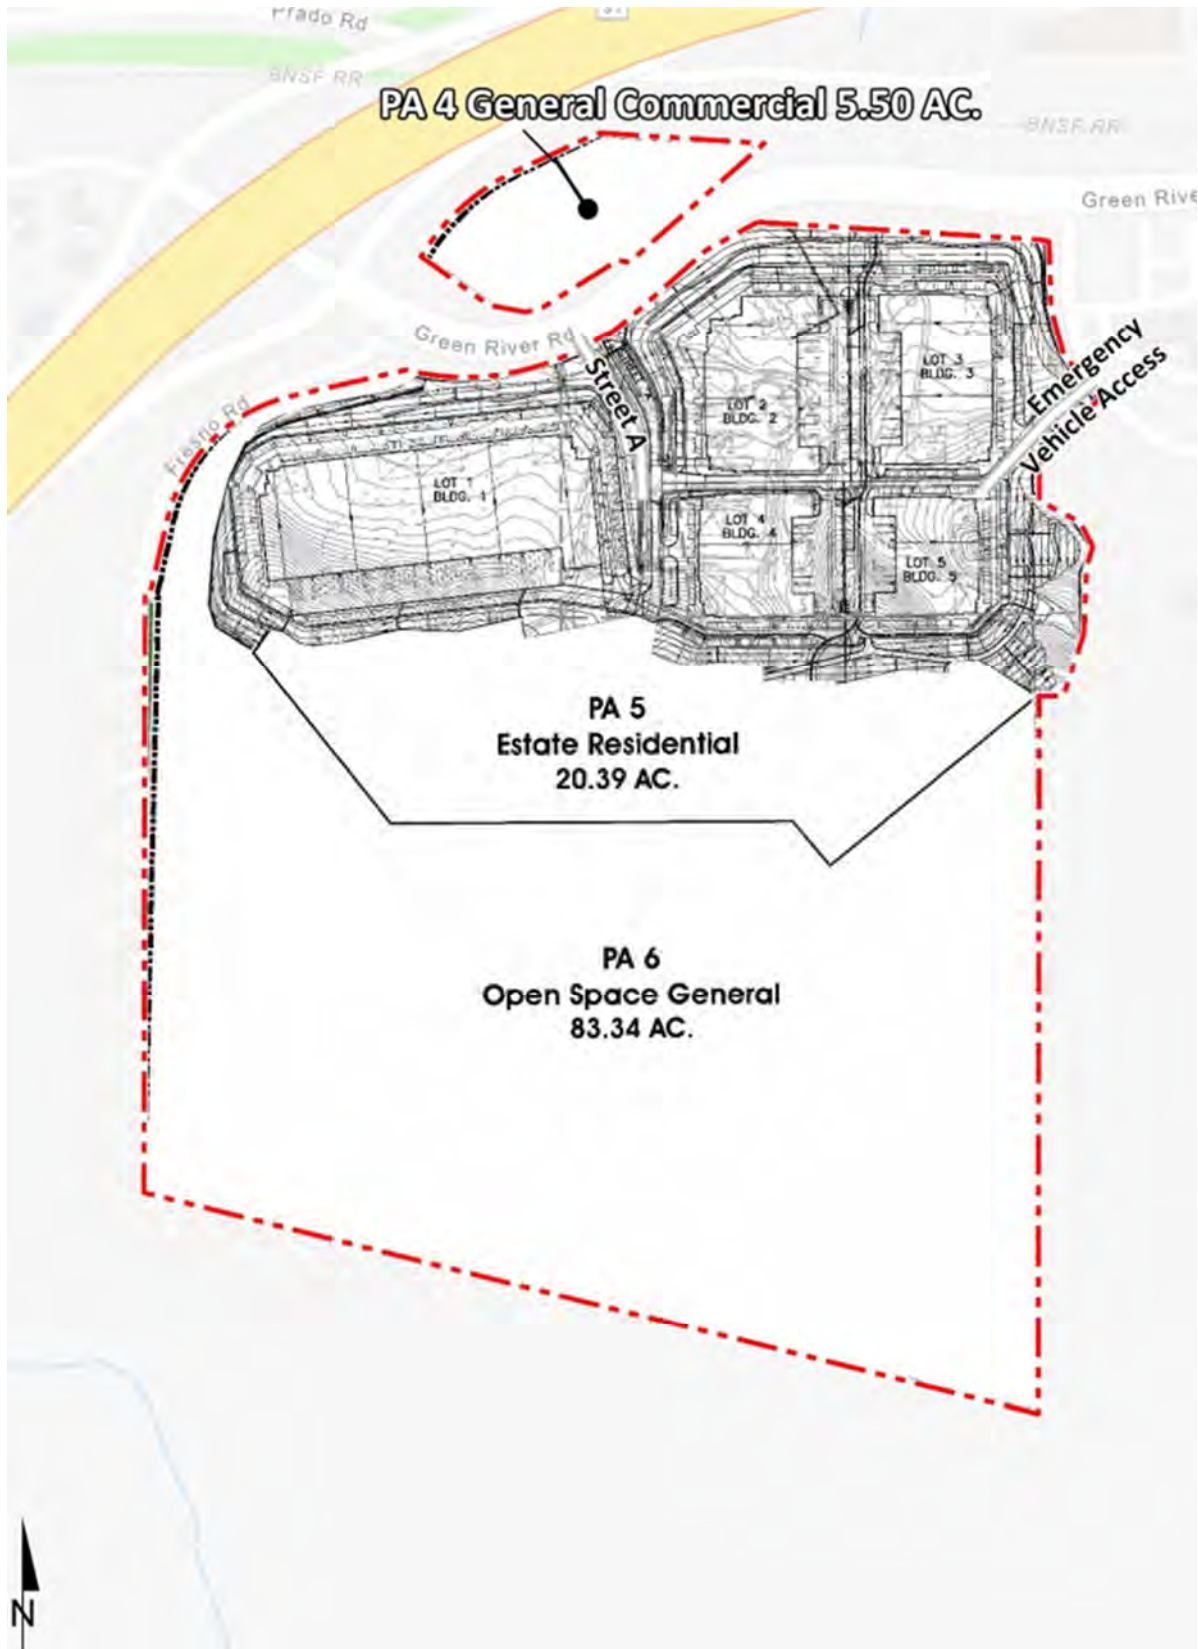 Prado Rd
91
BNSF RR
PA 4 General Commercial 5.50 AC.
BNSF RR
Green Rive
Green River Rd
Street A
Emergency
Vehicle Access
LOT 3
BLDG. 3
LOT 2
BLDG. 2
Fresno Rd
LOT 1
BLDG. 1
LOT 4
BLDG. 4
LOT 5
BLDG. 5
PA 5
Estate Residential
20.39 AC.
PA 6
Open Space General
83.34 AC.
N